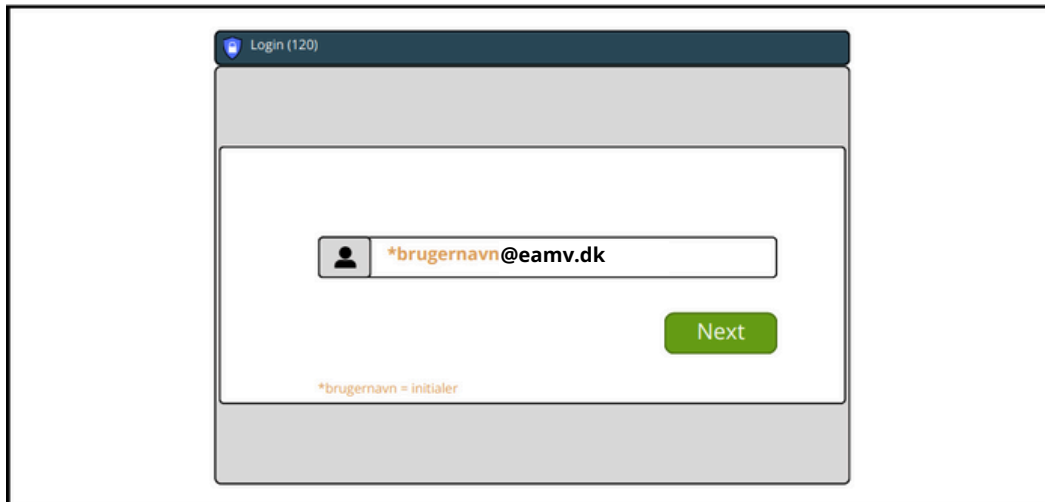 Login (120)
*brugernavn@eamv.dk
Next
*brugernavn = initialer